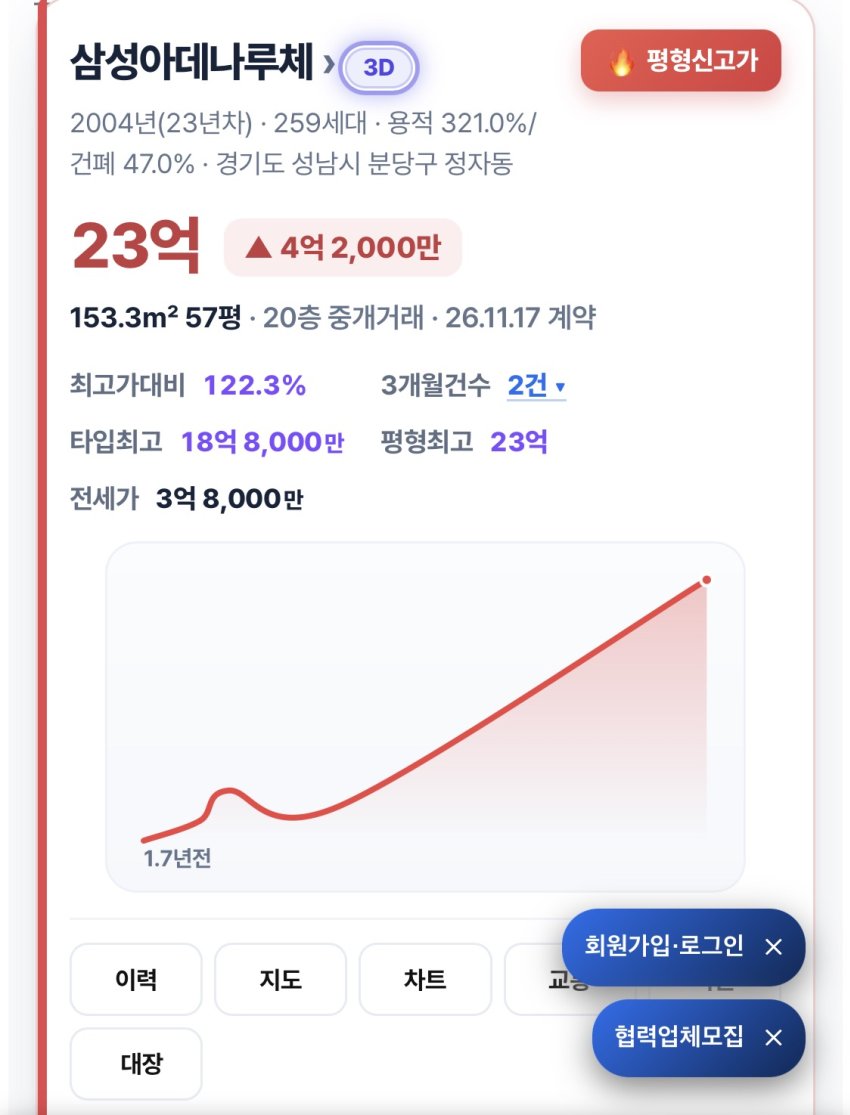 삼성아데나루체 › 3D 🔥 평형신고가
2004년(23년차) · 259세대 · 용적 321.0%/
건폐 47.0% · 경기도 성남시 분당구 정자동
23억 ▲ 4억 2,000만
153.3m² 57평 · 20층 중개거래 · 26.11.17 계약
최고가대비 122.3% 3개월건수 2건 ▾
타입최고 18억 8,000만 평형최고 23억
전세가 3억 8,000만
1.7년전
회원가입·로그인 ×
이력 지도 차트
협력업체모집 ×
대장